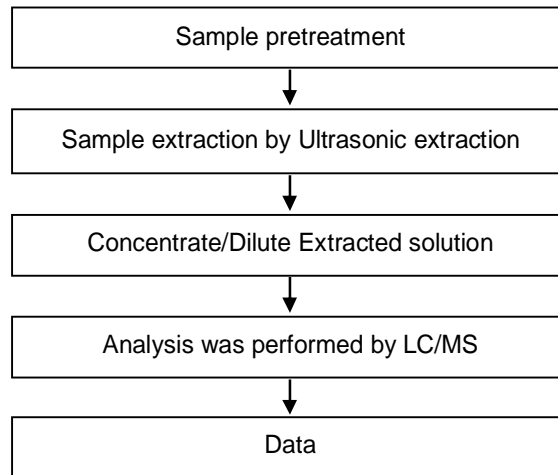 Sample pretreatment
Sample extraction by Ultrasonic extraction
Concentrate/Dilute Extracted solution
Analysis was performed by LC/MS
Data